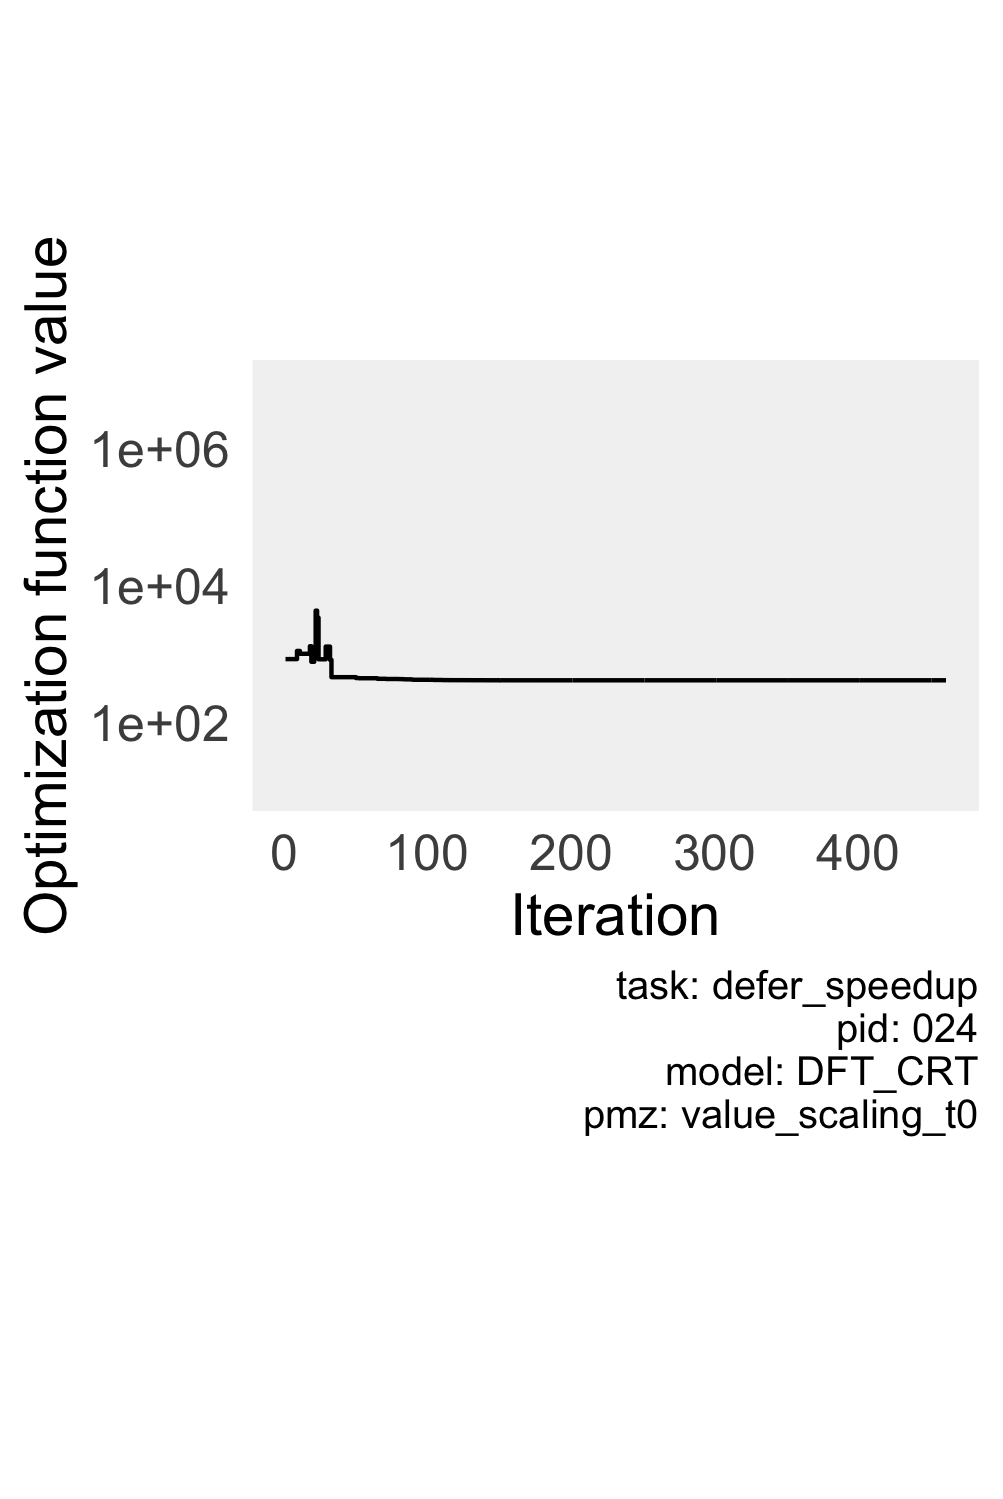 Optimization function value
1e+06
1e+04
1e+02
0 100 200 300 400
Iteration
task: defer_speedup
pid: 024
model: DFT_CRT
pmz: value_scaling_t0